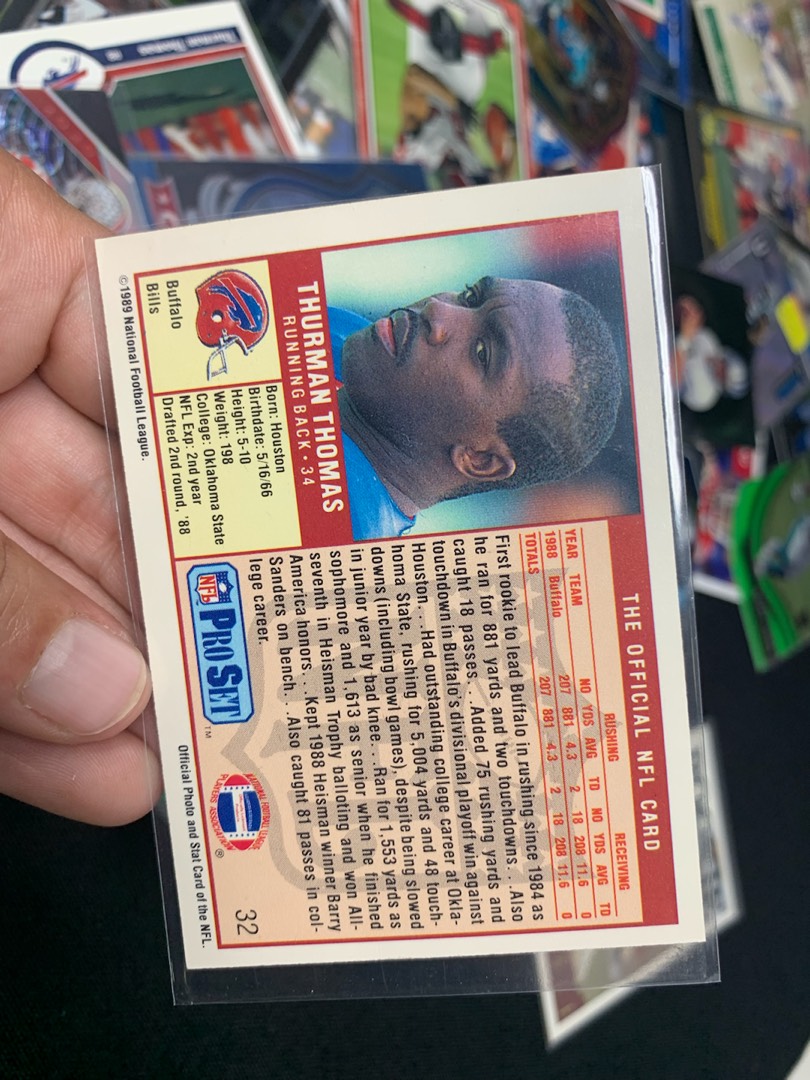 THE OFFICIAL NFL CARD
RUSHING RECEIVING
YEAR TEAM NO YDS AVG TD NO YDS AVG TD
1988 Buffalo 207 881 4.3 2 18 208 11.6 0
TOTALS 207 881 4.3 2 18 208 11.6 0
First rookie to lead Buffalo in rushing since 1984 as
he ran for 881 yards and two touchdowns. . .Also
caught 18 passes. . .Added 75 rushing yards and
touchdown in Buffalo's divisional playoff win against
Houston. . .Had outstanding college career at Okla-
homa State, rushing for 5,004 yards and 48 touch-
downs (including bowl games), despite being slowed
in junior year by bad knee. . .Ran for 1,553 yards as
sophomore and 1,613 as senior when he finished
seventh in Heisman Trophy balloting and won All-
America honors. . .Kept 1988 Heisman winner Barry
Sanders on bench. . .Also caught 81 passes in col-
lege career.
THURMAN THOMAS
RUNNING BACK • 34
Buffalo
Bills
Born: Houston
Birthdate: 5/16/66
Height: 5-10
Weight: 198
College: Oklahoma State
NFL Exp: 2nd year
Drafted 2nd round, '88
NFL PRO SET ™
NATIONAL FOOTBALL LEAGUE
PLAYERS ASSOCIATION ®
32
©1989 National Football League.
Official Photo and Stat Card of the NFL.
Thurman Thomas